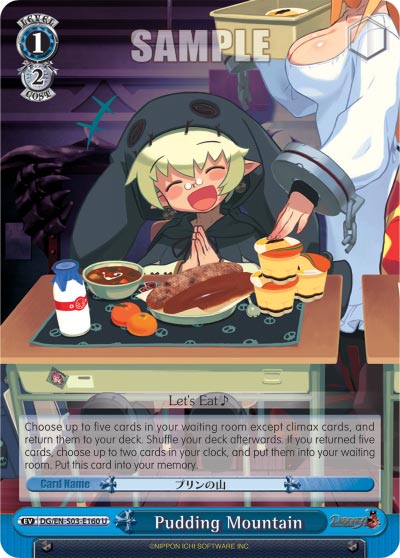 LEVEL
1
2
COST
SAMPLE
Let's Eat♪
Choose up to five cards in your waiting room except climax cards, and
return them to your deck. Shuffle your deck afterwards. If you returned five
cards, choose up to two cards in your clock, and put them into your waiting
room. Put this card into your memory.
Card Name プリンの山
EV DG/EN-S03-E160 U Pudding Mountain Disgaea
©NIPPON ICHI SOFTWARE INC.